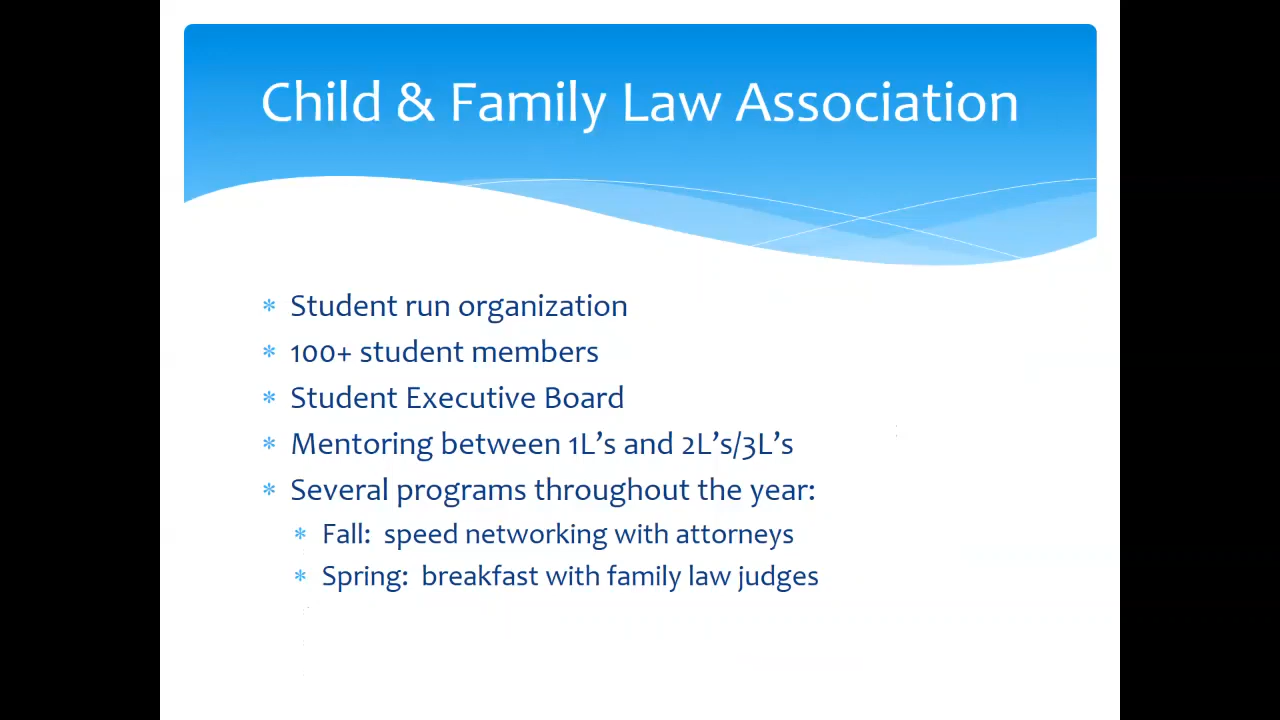 Child & Family Law Association
* Student run organization
* 100+ student members
* Student Executive Board
* Mentoring between 1L’s and 2L’s/3L’s
* Several programs throughout the year:
* Fall:  speed networking with attorneys
* Spring:  breakfast with family law judges